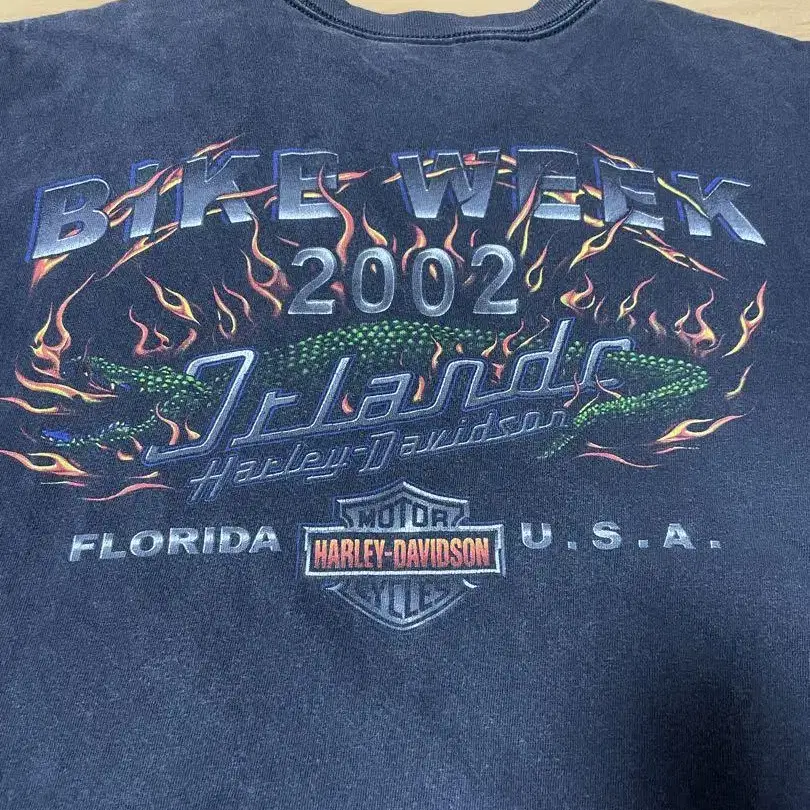 BIKE WEEK
2002
Orlando
Harley-Davidson
FLORIDA
MOTOR
HARLEY-DAVIDSON
CYCLES
U.S.A.